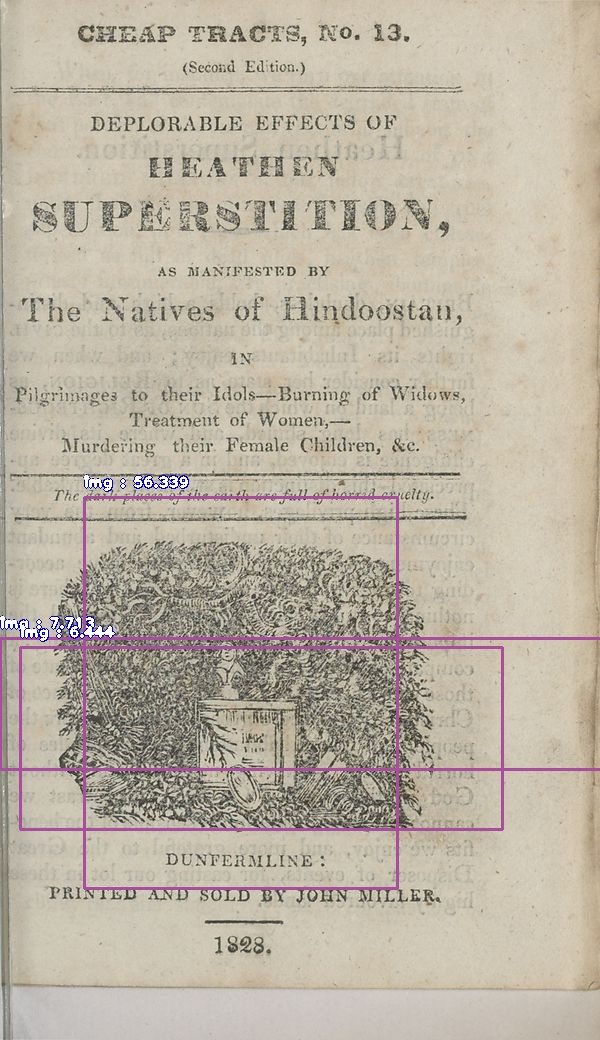 CHEAP TRACTS, No. 13.
(Second Edition.)
DEPLORABLE EFFECTS OF
HEATHEN
SUPERSTITION,
AS MANIFESTED BY
The Natives of Hindoostan,
IN
Pilgrimages to their Idols—Burning of Widows,
Treatment of Women,—
Murdering their Female Children, &c.
img : 56.339
The dark places of the earth are full of horrid cruelty.
img : 7.713
img : 6.444
DUNFERMLINE:
PRINTED AND SOLD BY JOHN MILLER.
1828.